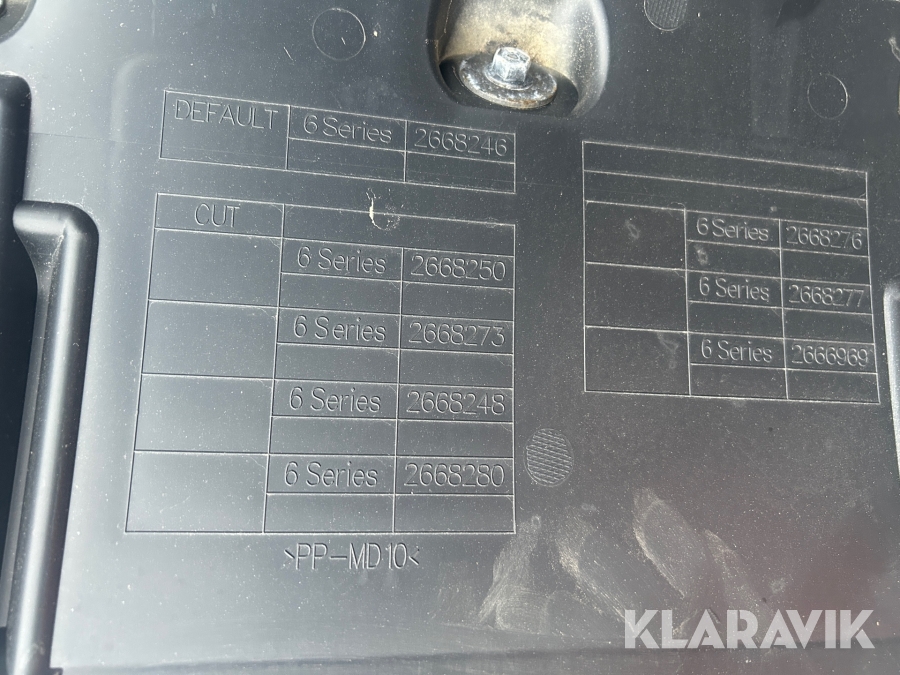 DEFAULT
6 Series 2668246
CUT
6 Series 2668250
6 Series 2668273
6 Series 2668248
6 Series 2668280
>PP-MD10<
6 Series 2668276
6 Series 2668277
6 Series 2666969
KLARAVIK